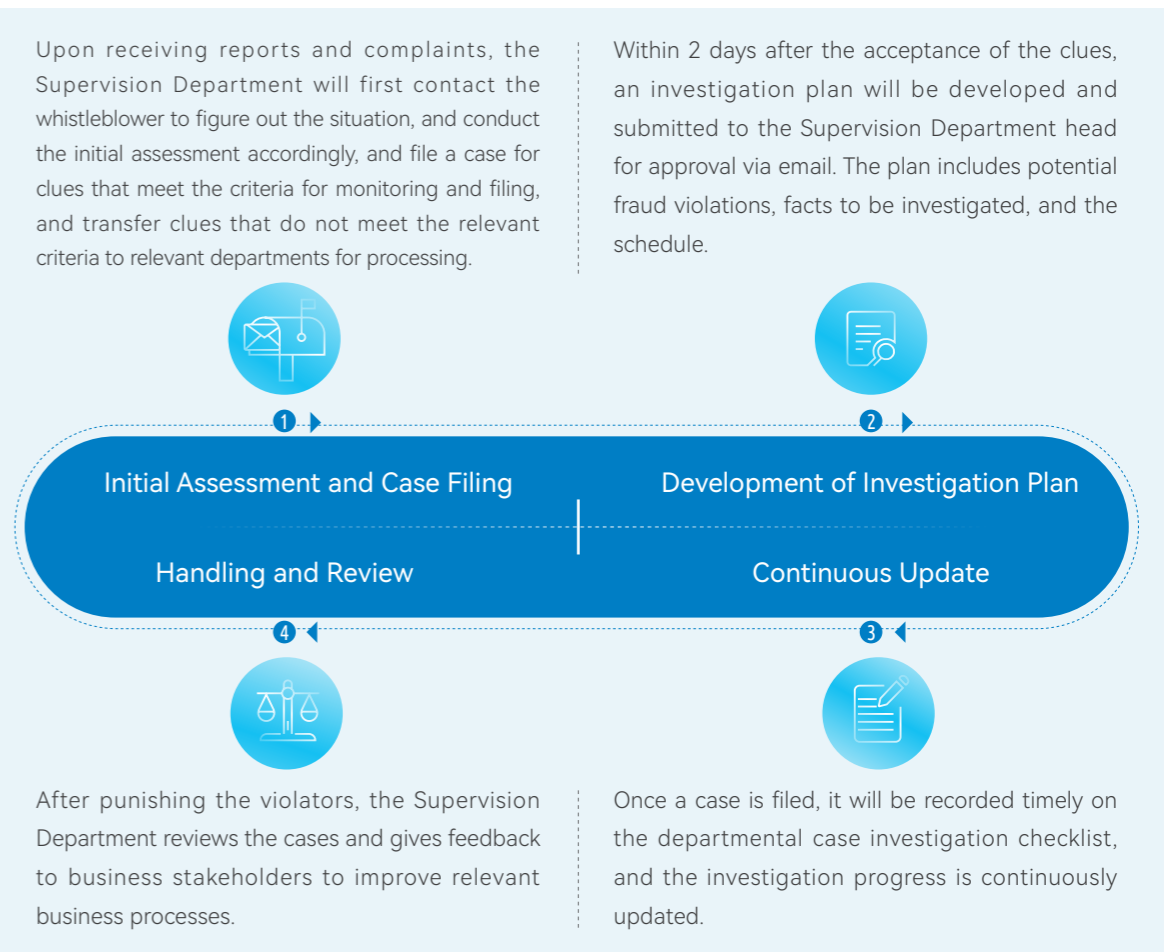 Upon receiving reports and complaints, the
Supervision Department will first contact the
whistleblower to figure out the situation, and conduct
the initial assessment accordingly, and file a case for
clues that meet the criteria for monitoring and filing,
and transfer clues that do not meet the relevant
criteria to relevant departments for processing.
Within 2 days after the acceptance of the clues,
an investigation plan will be developed and
submitted to the Supervision Department head
for approval via email. The plan includes potential
fraud violations, facts to be investigated, and the
schedule.
1
2
Initial Assessment and Case Filing
Development of Investigation Plan
Handling and Review
Continuous Update
4
3
After punishing the violators, the Supervision
Department reviews the cases and gives feedback
to business stakeholders to improve relevant
business processes.
Once a case is filed, it will be recorded timely on
the departmental case investigation checklist,
and the investigation progress is continuously
updated.